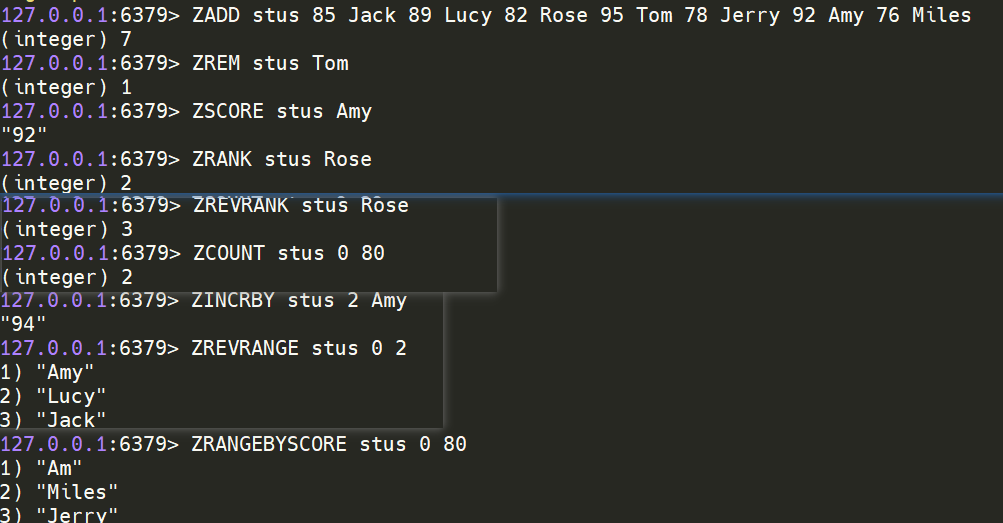 127.0.0.1:6379> ZADD stus 85 Jack 89 Lucy 82 Rose 95 Tom 78 Jerry 92 Amy 76 Miles
(integer) 7
127.0.0.1:6379> ZREM stus Tom
(integer) 1
127.0.0.1:6379> ZSCORE stus Amy
"92"
127.0.0.1:6379> ZRANK stus Rose
(integer) 2
127.0.0.1:6379> ZREVRANK stus Rose
(integer) 3
127.0.0.1:6379> ZCOUNT stus 0 80
(integer) 2
127.0.0.1:6379> ZINCRBY stus 2 Amy
"94"
127.0.0.1:6379> ZREVRANGE stus 0 2
1) "Amy"
2) "Lucy"
3) "Jack"
127.0.0.1:6379> ZRANGEBYSCORE stus 0 80
1) "Am"
2) "Miles"
3) "Jerry"